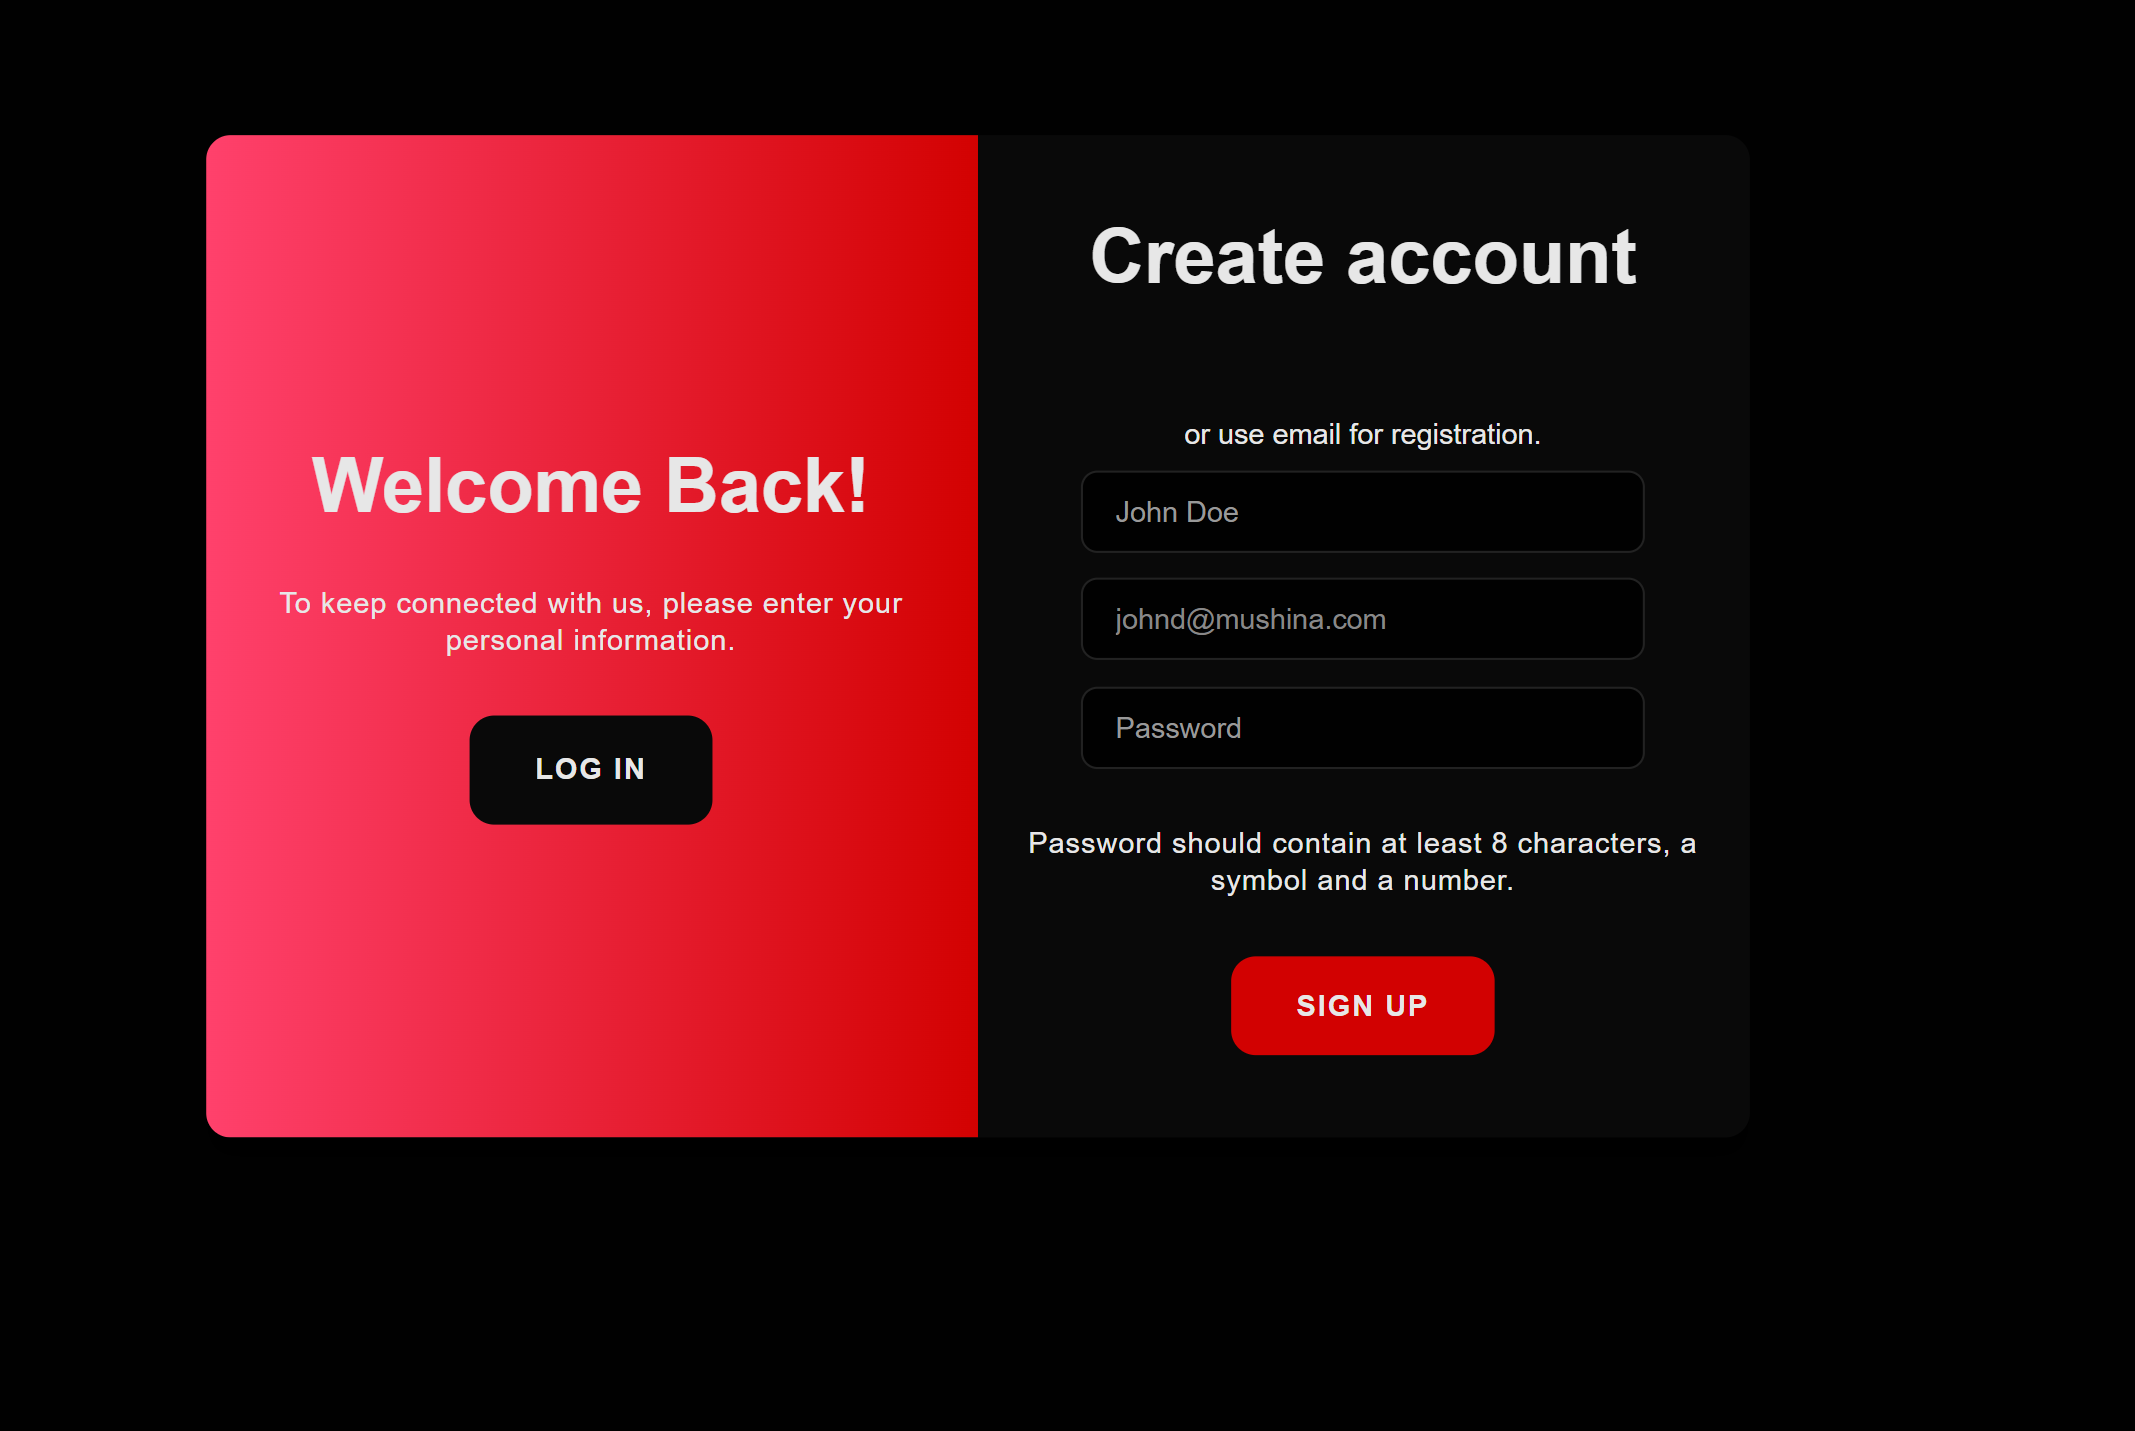 Welcome Back!
To keep connected with us, please enter your
personal information.
LOG IN
Create account
or use email for registration.
John Doe
johnd@mushina.com
Password
Password should contain at least 8 characters, a
symbol and a number.
SIGN UP